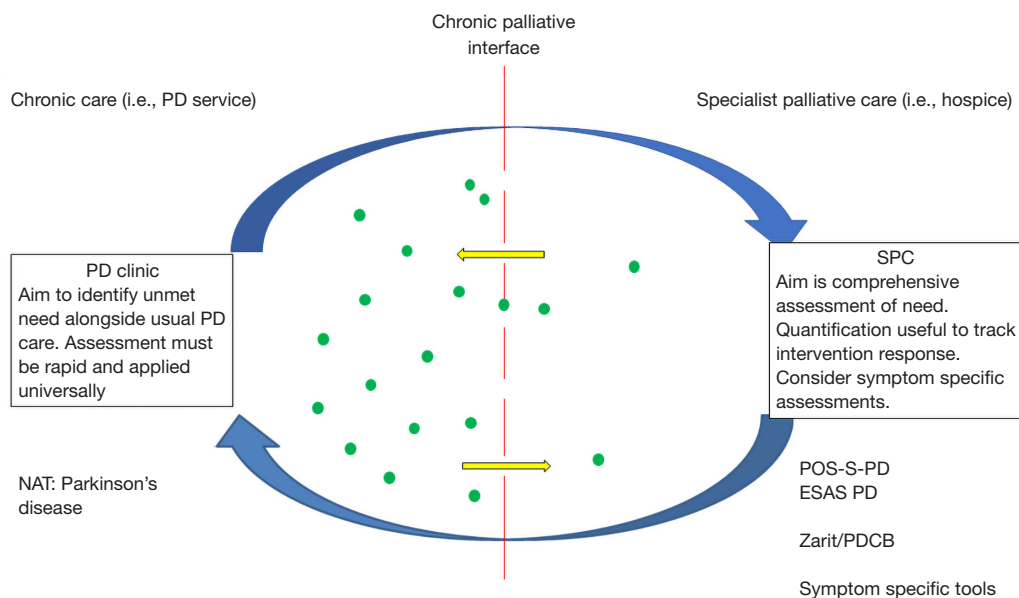 Chronic palliative
interface
Chronic care (i.e., PD service)
Specialist palliative care (i.e., hospice)
PD clinic
Aim to identify unmet
need alongside usual PD
care. Assessment must
be rapid and applied
universally
SPC
Aim is comprehensive
assessment of need.
Quantification useful to track
intervention response.
Consider symptom specific
assessments.
NAT: Parkinson’s
disease
POS-S-PD
ESAS PD
Zarit/PDCB
Symptom specific tools